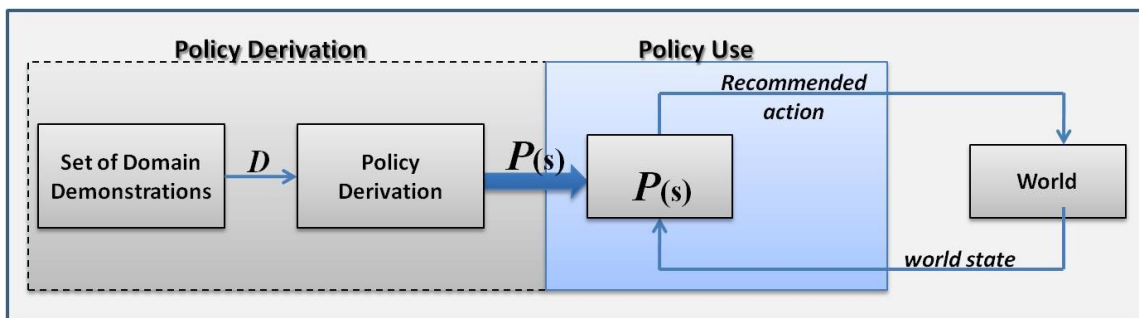 Policy Derivation
Policy Use
Recommended
action
Set of Domain
Demonstrations
D
Policy
Derivation
P(s)
P(s)
World
world state